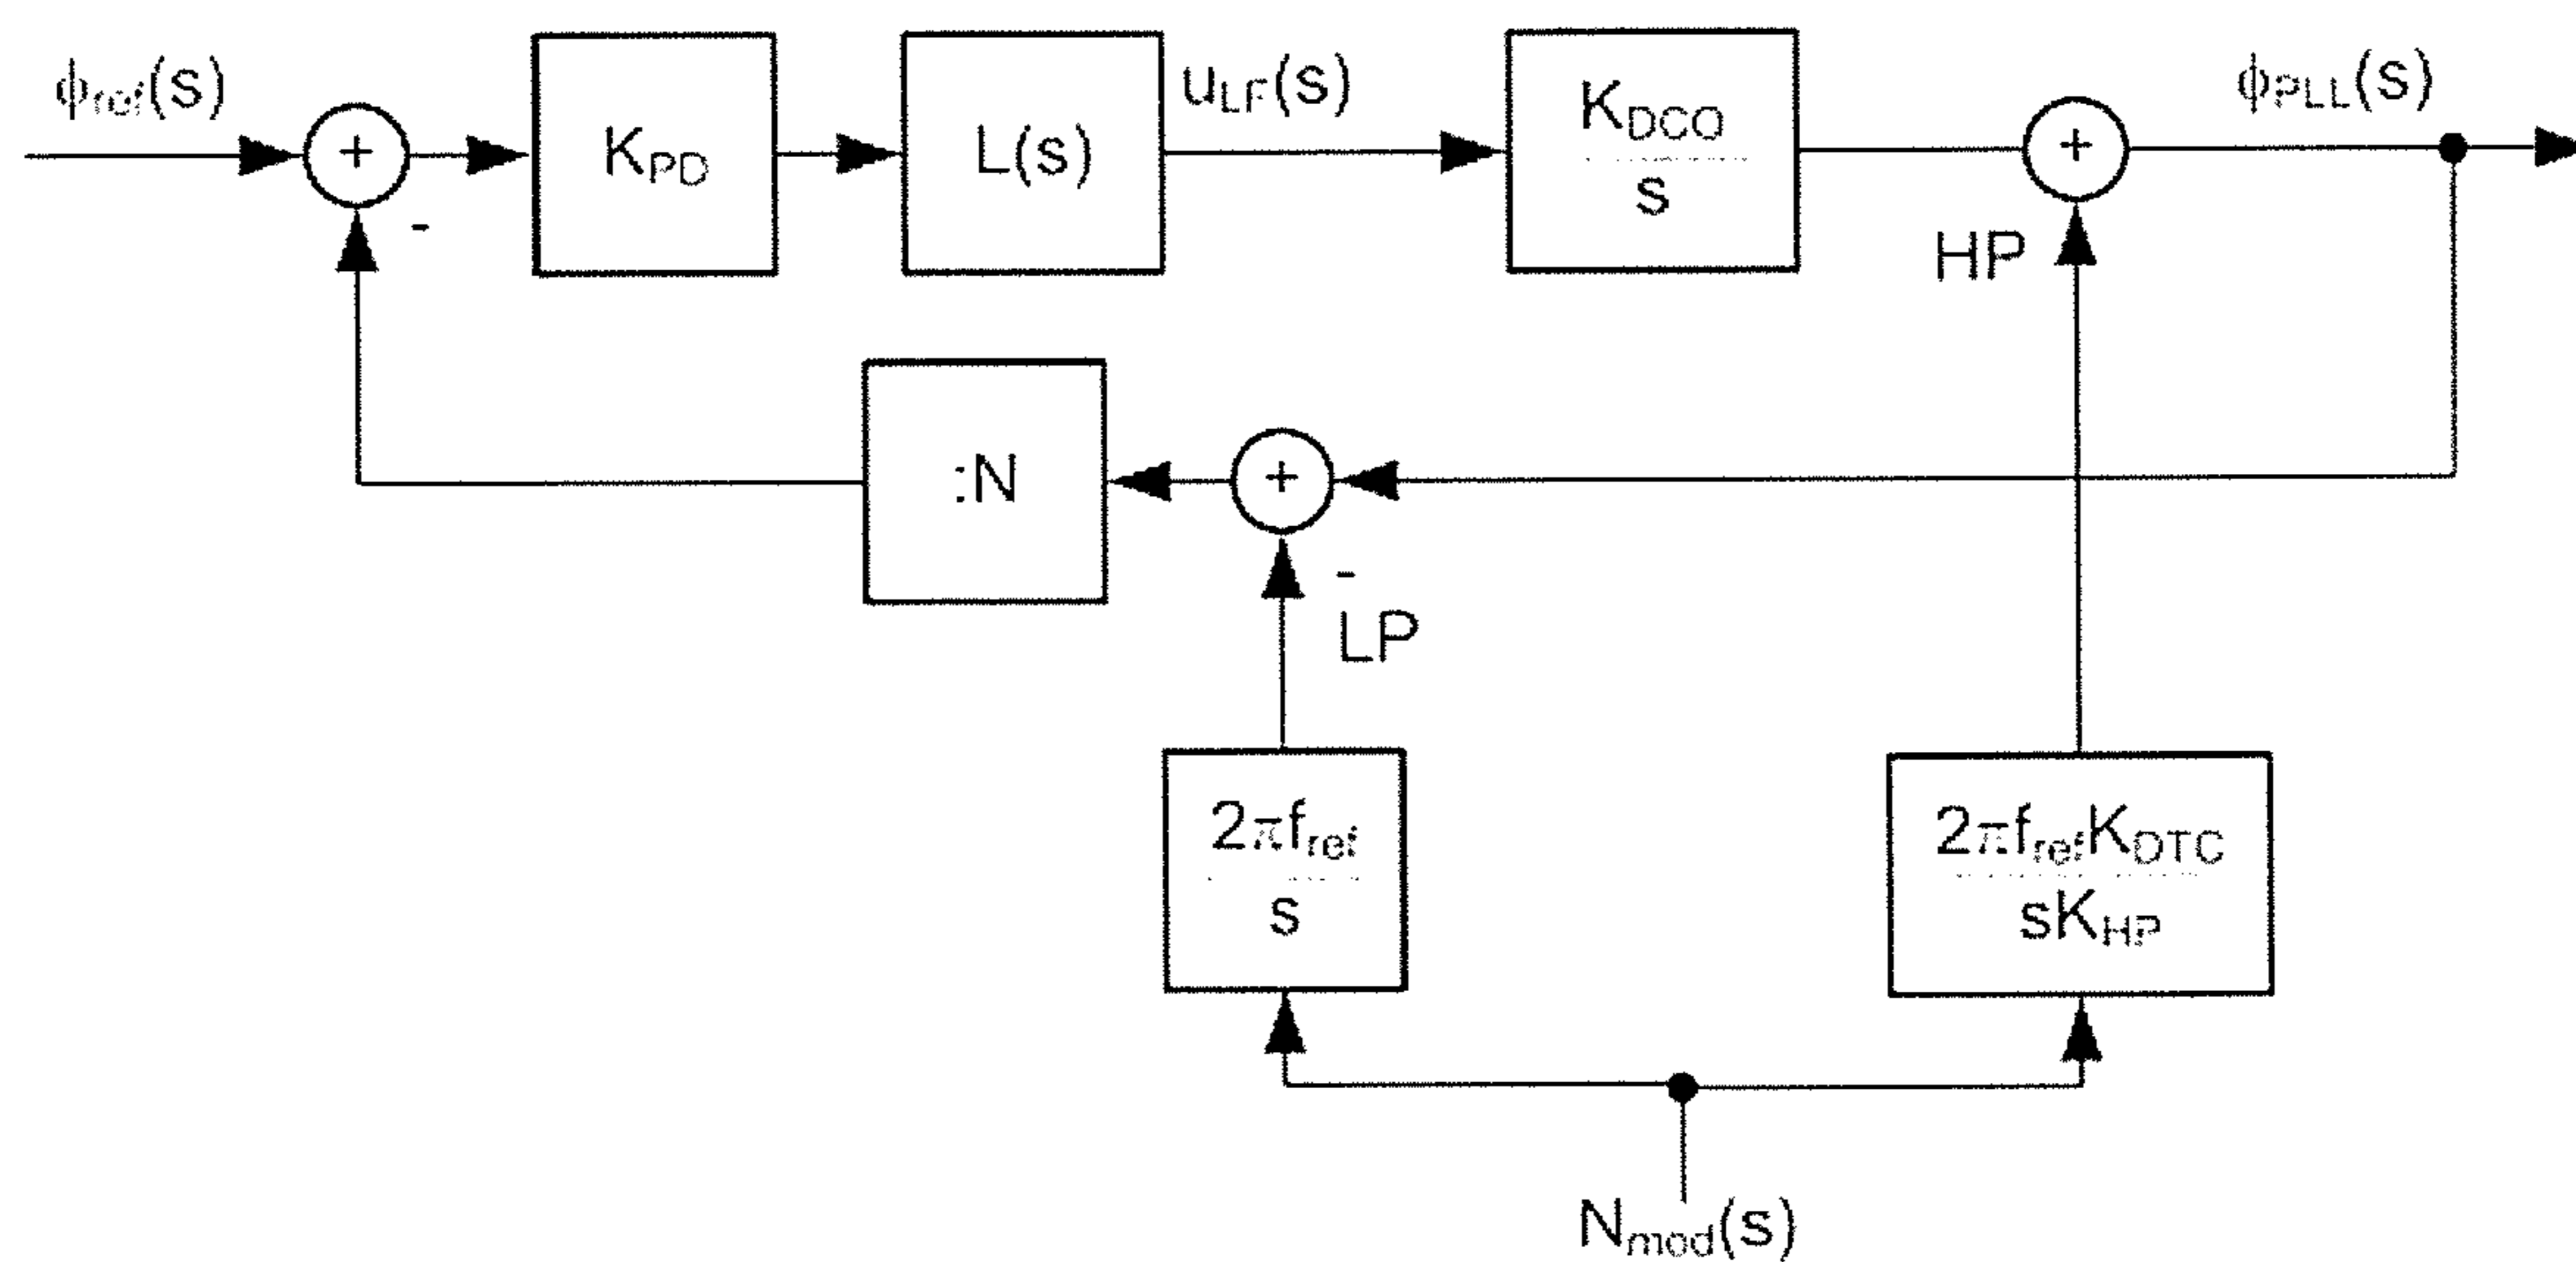 ϕref(s)
+
-
KPD
L(s)
uLF(s)
KDCO
s
+
HP
ϕPLL(s)
:N
+
-
LP
2πfref
s
2πfrefKDTC
sKHP
Nmod(s)